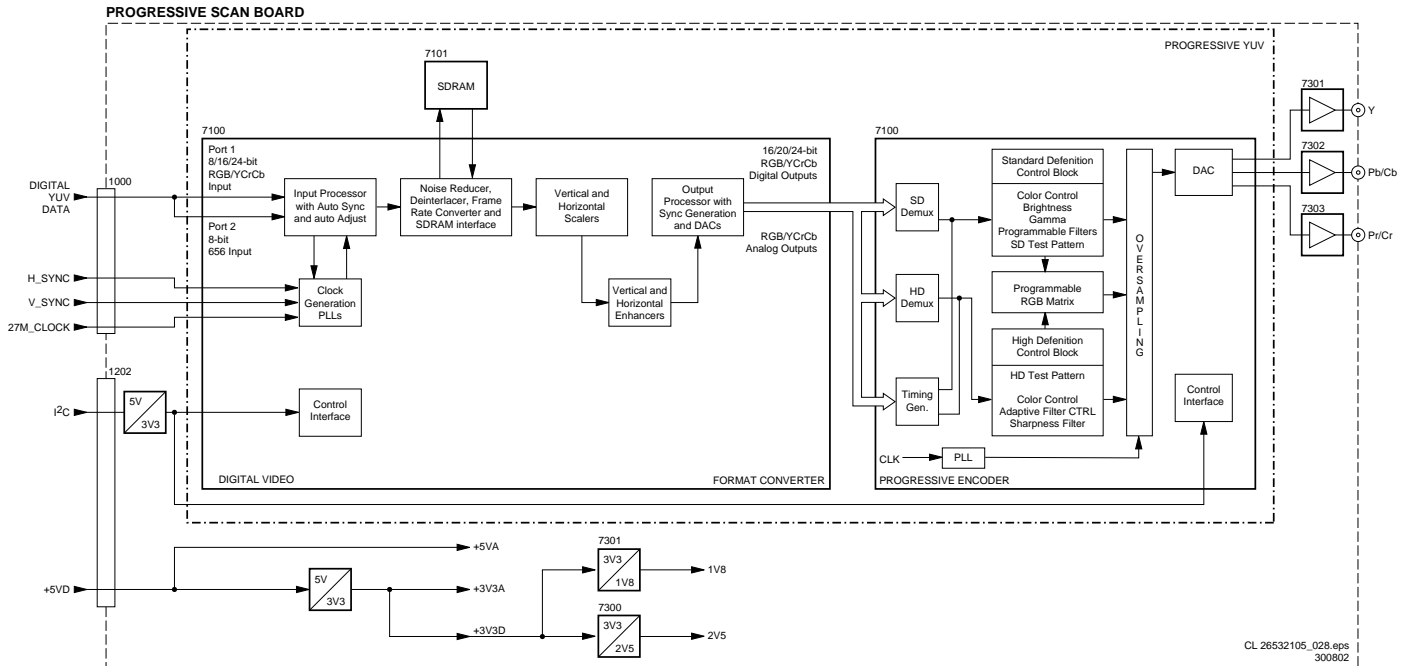 PROGRESSIVE SCAN BOARD
PROGRESSIVE YUV
7101
SDRAM
7100
Port 1
8/16/24-bit
RGB/YCrCb
Input
Port 2
8-bit
656 Input
Input Processor
with Auto Sync
and auto Adjust
Noise Reducer,
Deinterlacer, Frame
Rate Converter and
SDRAM interface
Vertical and
Horizontal
Scalers
Output
Processor with
Sync Generation
and DACs
16/20/24-bit
RGB/YCrCb
Digital Outputs
RGB/YCrCb
Analog Outputs
Clock
Generation
PLLs
Vertical and
Horizontal
Enhancers
Control
Interface
DIGITAL VIDEO
FORMAT CONVERTER
1000
DIGITAL
YUV
DATA
H_SYNC
V_SYNC
27M_CLOCK
1202
I2C
5V
3V3
7100
SD
Demux
HD
Demux
Timing
Gen.
Standard Defenition
Control Block
Color Control
Brightness
Gamma
Programmable Filters
SD Test Pattern
Programmable
RGB Matrix
High Defenition
Control Block
HD Test Pattern
Color Control
Adaptive Filter CTRL
Sharpness Filter
OVERSAMPLING
DAC
Control
Interface
CLK
PLL
PROGRESSIVE ENCODER
7301
Y
7302
Pb/Cb
7303
Pr/Cr
+5VD
5V
3V3
+5VA
+3V3A
+3V3D
7301
3V3
1V8
1V8
7300
3V3
2V5
2V5
CL 26532105_028.eps
300802